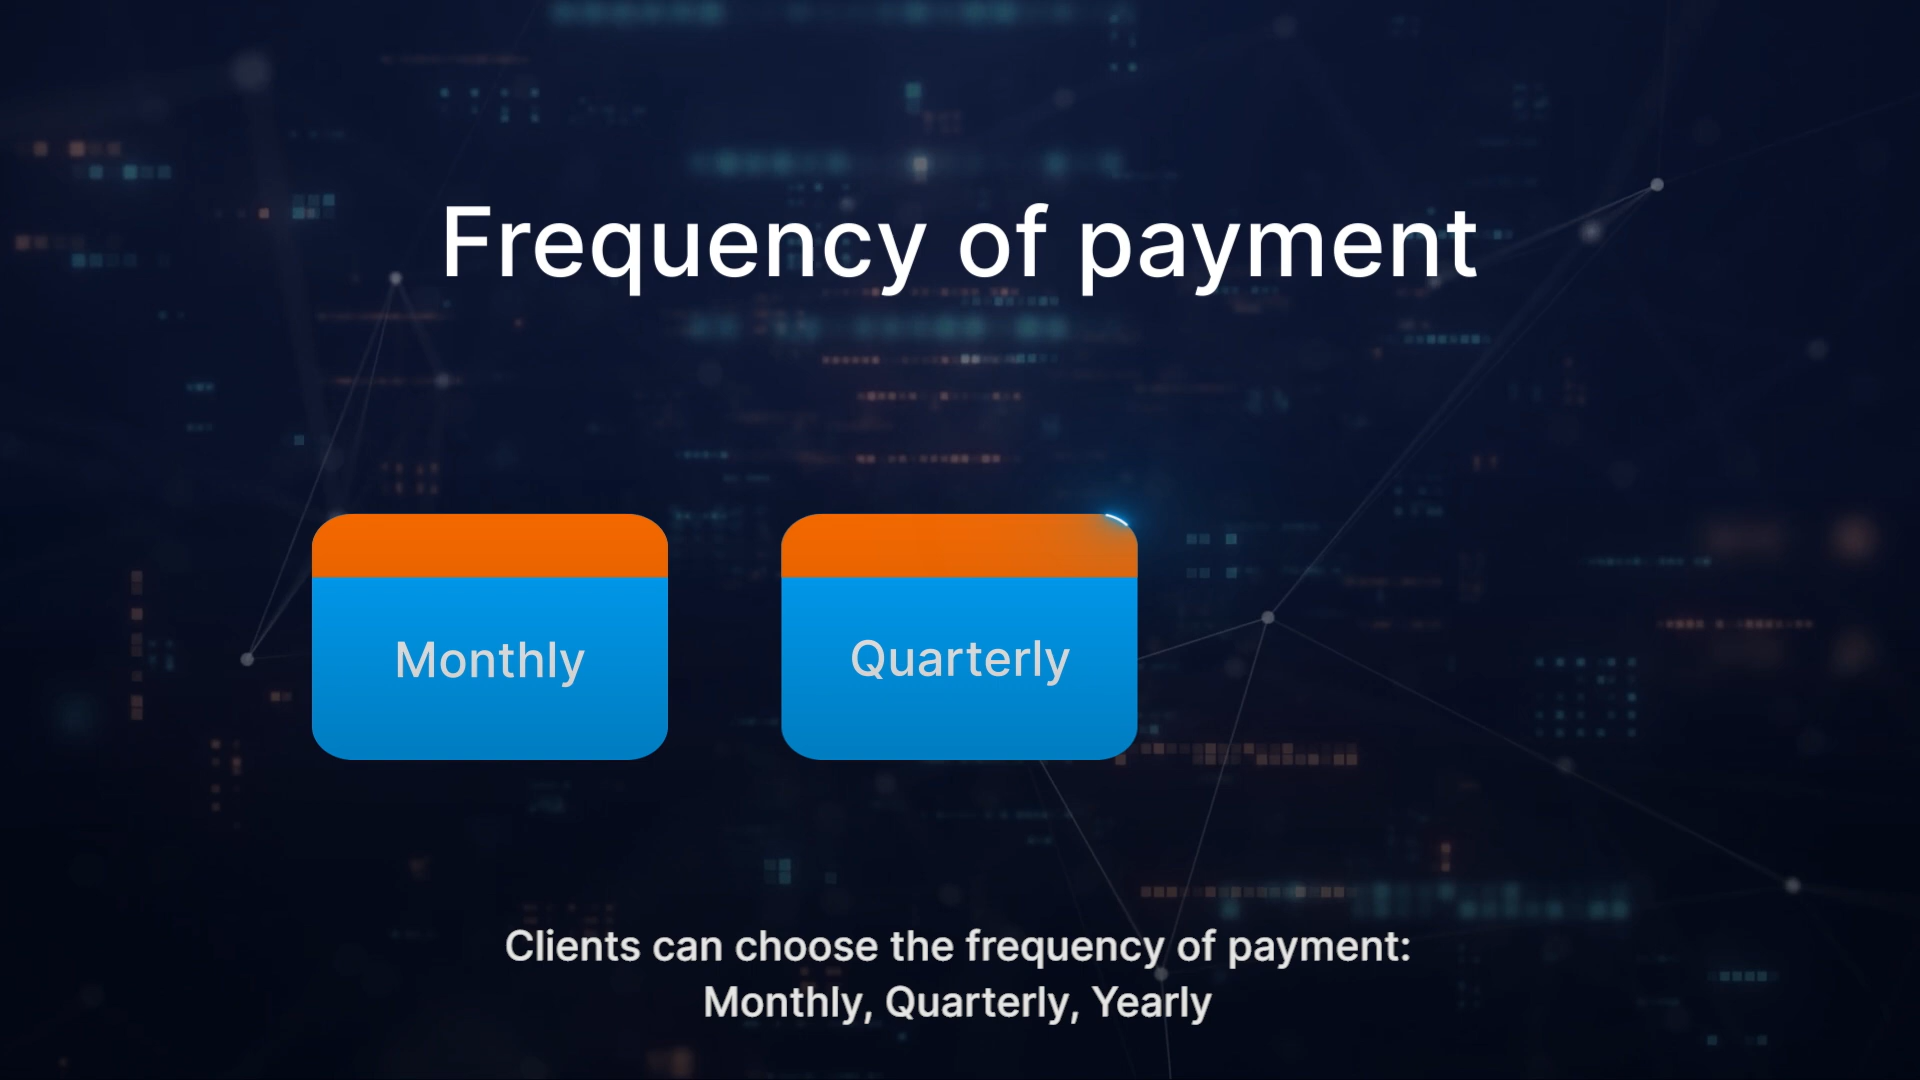 Frequency of payment
Monthly
Quarterly
Clients can choose the frequency of payment:
Monthly, Quarterly, Yearly